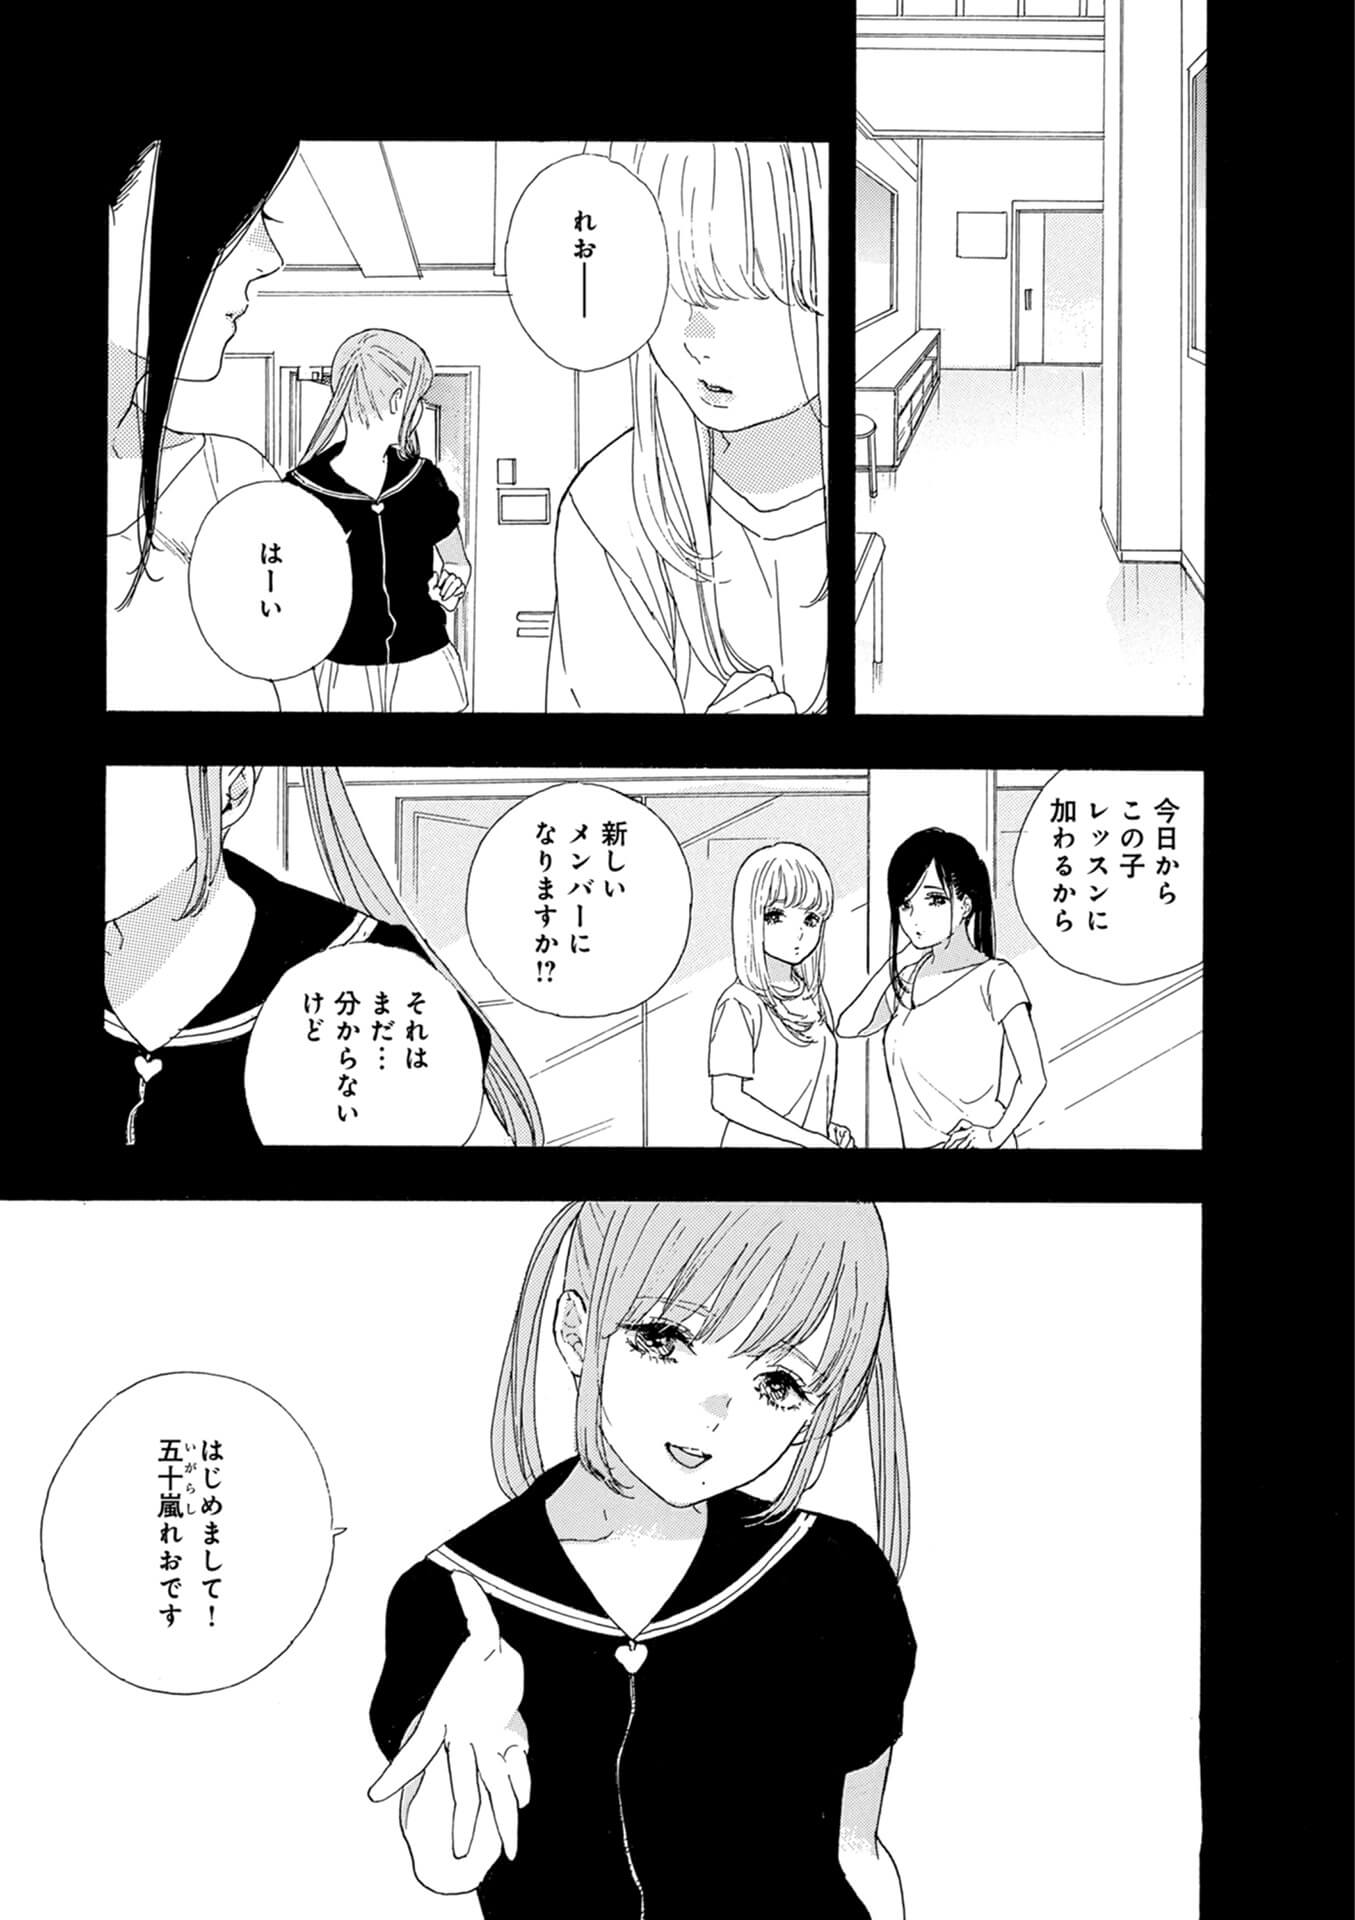 れおー
はーい
今日から
この子
レッスンに
加わるから
新しい
メンバーに
なりますか!?
それは
まだ…
分からない
けど
はじめまして!
五十嵐れおです
いがらし